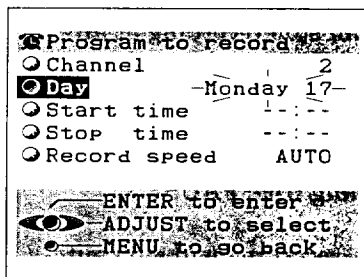 Program to record
Channel 2
Day Monday 17
Start time --:--
Stop time --:--
Record speed AUTO
ENTER to enter
ADJUST to select
MENU to go back